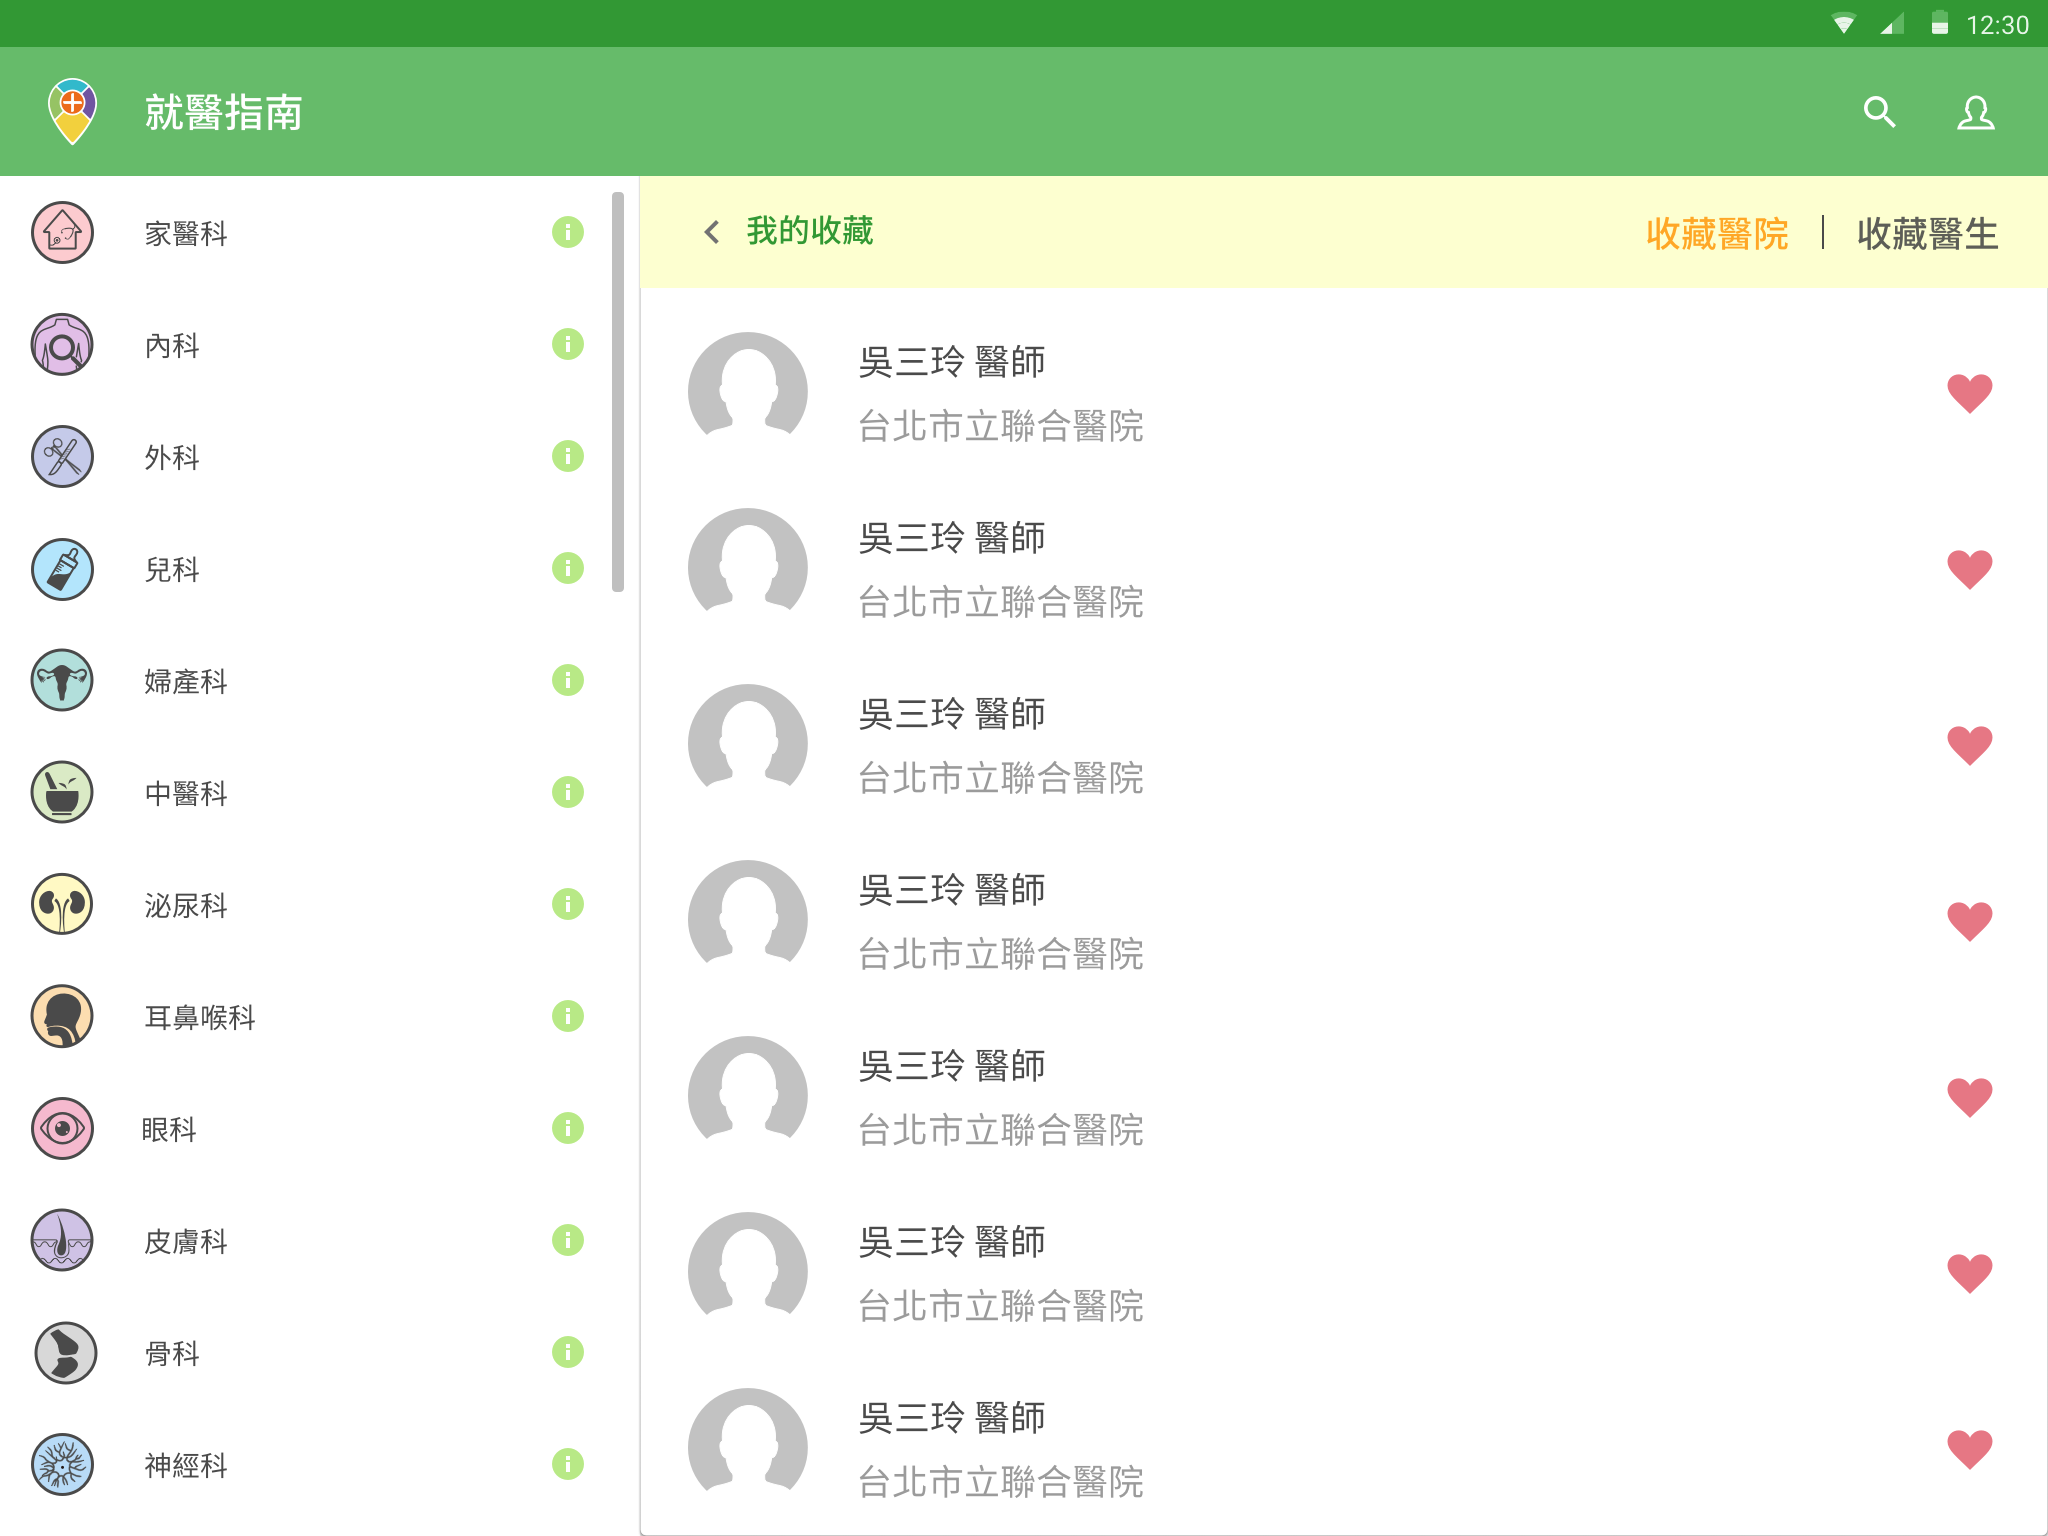 12:30
就醫指南
家醫科
內科
外科
兒科
婦產科
中醫科
泌尿科
耳鼻喉科
眼科
皮膚科
骨科
神經科
我的收藏
收藏醫院 | 收藏醫生
吳三玲 醫師
台北市立聯合醫院
吳三玲 醫師
台北市立聯合醫院
吳三玲 醫師
台北市立聯合醫院
吳三玲 醫師
台北市立聯合醫院
吳三玲 醫師
台北市立聯合醫院
吳三玲 醫師
台北市立聯合醫院
吳三玲 醫師
台北市立聯合醫院